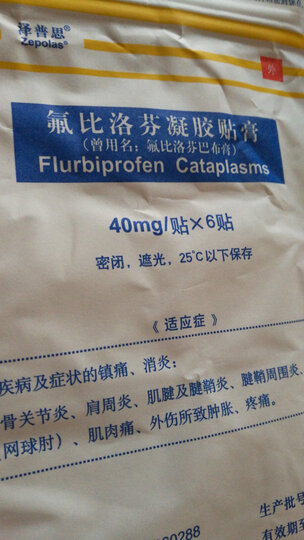 泽普思®
Zepolas®
外
氟比洛芬凝胶贴膏
（曾用名：氟比洛芬巴布膏）
Flurbiprofen Cataplasms
40mg/贴×6贴
密闭，遮光，25℃以下保存
《适应症》
疾病及症状的镇痛、消炎：
骨关节炎、肩周炎、肌腱及腱鞘炎、腱鞘周围炎、
网球肘）、肌肉痛、外伤所致肿胀、疼痛。
生产批号
有效期至
0288